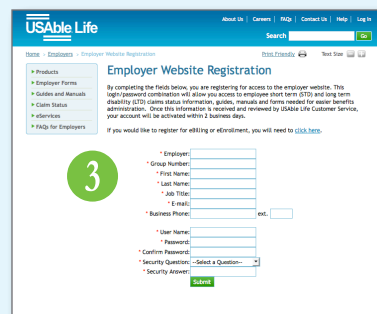 USAble Life
About Us | Careers | FAQs | Contact Us | Help | Log In
Search Go
Home > Employers > Employer Website Registration
Print Friendly Text Size
Products
Employer Forms
Guides and Manuals
Claim Status
eServices
FAQs for Employers
Employer Website Registration
By completing the fields below, you are registering for access to the employer website. This
login/password combination will allow you access to employee short term (STD) and long term
disability (LTD) claims status information, guides, manuals and forms needed for easier benefits
administration. Once this information is received and reviewed by USAble Life Customer Service,
your account will be activated within 2 business days.
If you would like to register for eBilling or eEnrollment, you will need to click here.
3
* Employer:
* Group Number:
* First Name:
* Last Name:
* Job Title:
* E-mail:
* Business Phone: ext.
* User Name:
* Password:
* Confirm Password:
* Security Question: --Select a Question--
* Security Answer:
Submit